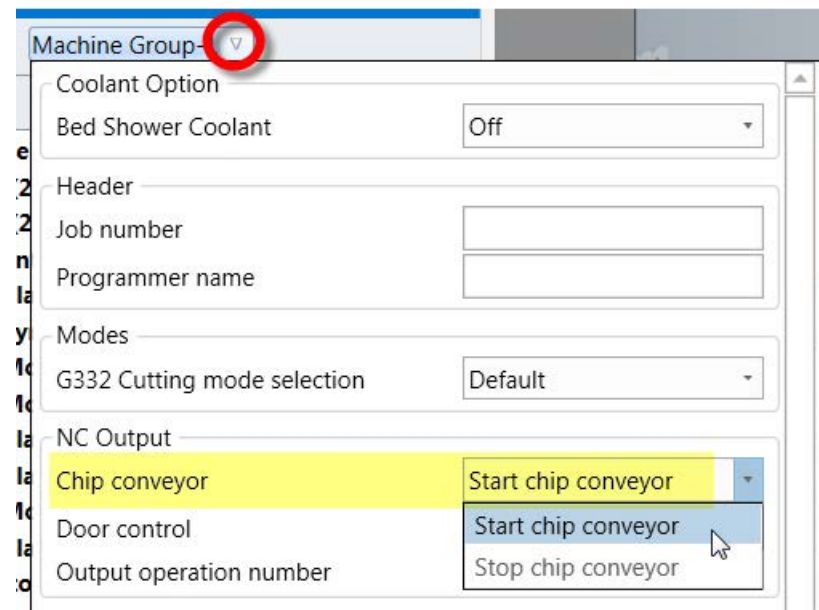 Machine Group-
Coolant Option
Bed Shower Coolant Off
Header
Job number
Programmer name
Modes
G332 Cutting mode selection Default
NC Output
Chip conveyor Start chip conveyor
Start chip conveyor
Door control
Stop chip conveyor
Output operation number